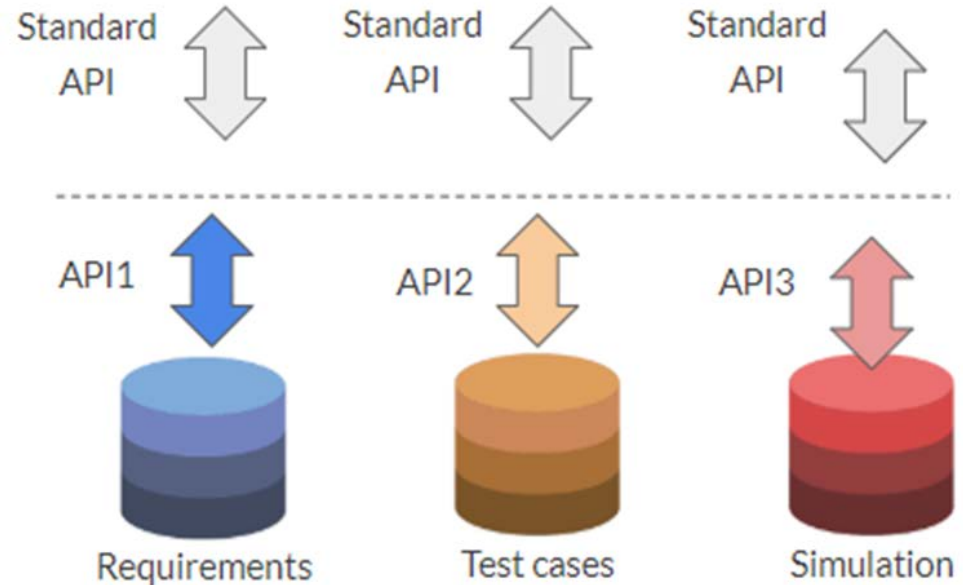 Standard
API
Standard
API
Standard
API
API1
API2
API3
Requirements
Test cases
Simulation